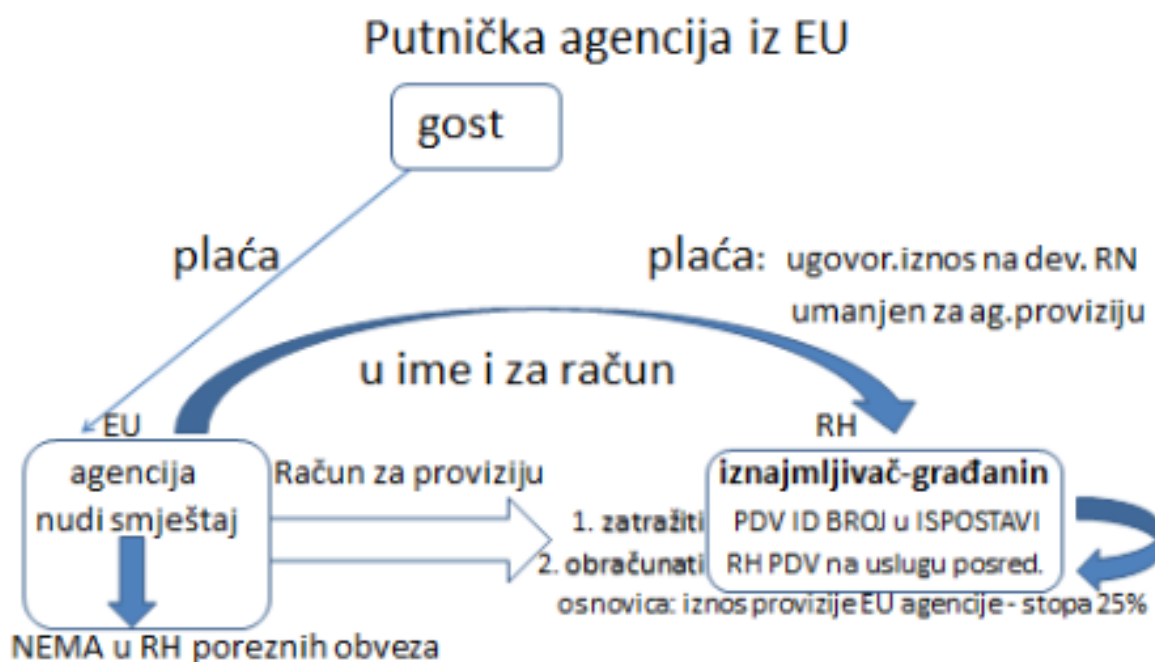 Putnička agencija iz EU
gost
plaća
plaća: ugovor.iznos na dev. RN
umanjen za ag.proviziju
u ime i za račun
EU
agencija
nudi smještaj
Račun za proviziju
RH
iznajmljivač-građanin
1. zatražiti PDV ID BROJ u ISPOSTAVI
2. obračunati RH PDV na uslugu posred.
osnovica: iznos provizije EU agencije - stopa 25%
NEMA u RH poreznih obveza